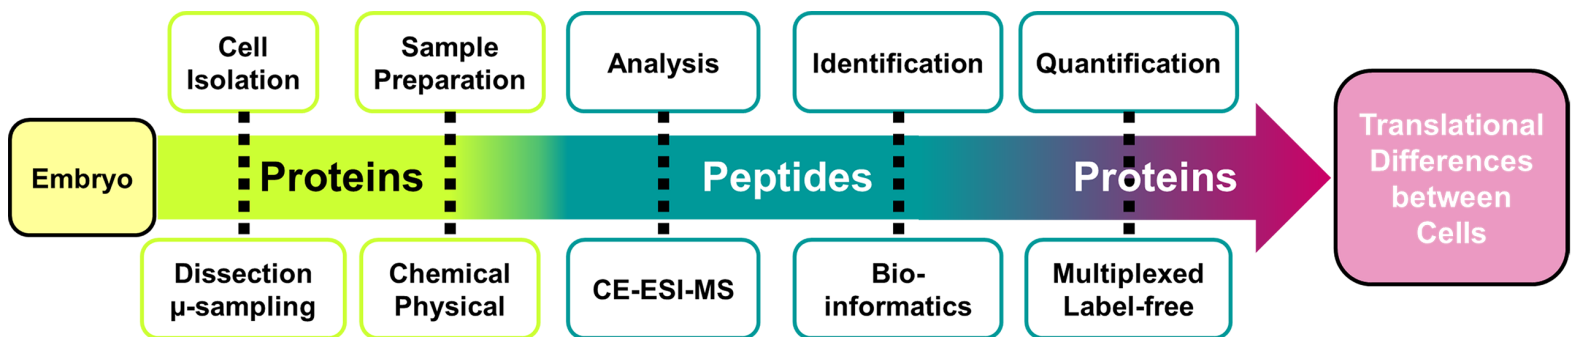 Cell
Isolation
Sample
Preparation
Analysis
Identification
Quantification
Embryo
Proteins
Peptides
Proteins
Translational
Differences
between
Cells
Dissection
µ-sampling
Chemical
Physical
CE-ESI-MS
Bio-
informatics
Multiplexed
Label-free